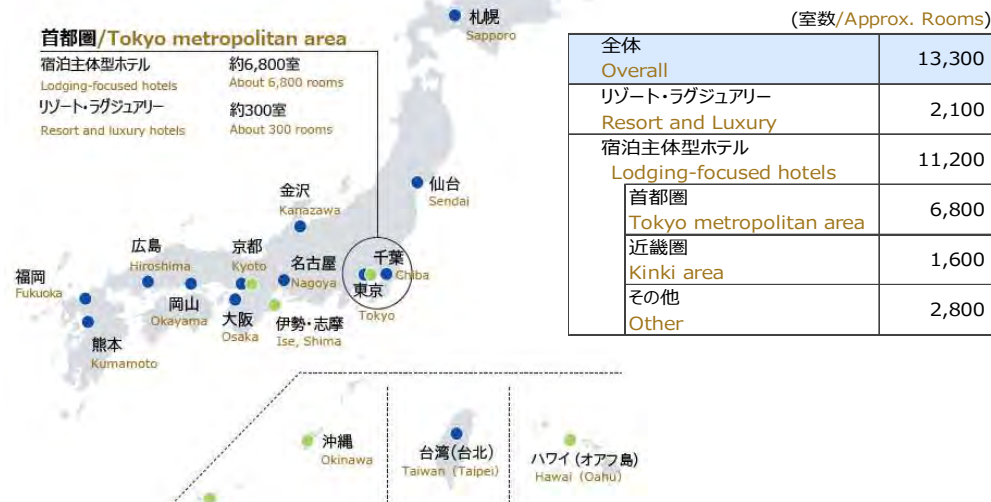 首都圏/Tokyo metropolitan area
宿泊主体型ホテル 約6,800室
Lodging-focused hotels About 6,800 rooms
リゾート・ラグジュアリー 約300室
Resort and luxury hotels About 300 rooms
札幌
Sapporo
仙台
Sendai
金沢
Kanazawa
広島
Hiroshima
京都
Kyoto
名古屋
Nagoya
千葉
Chiba
東京
Tokyo
福岡
Fukuoka
岡山
Okayama
大阪
Osaka
伊勢・志摩
Ise, Shima
熊本
Kumamoto
沖縄
Okinawa
台湾(台北)
Taiwan (Taipei)
ハワイ (オアフ島)
Hawai (Oahu)
(室数/Approx. Rooms)
全体 13,300
Overall
リゾート・ラグジュアリー 2,100
Resort and Luxury
宿泊主体型ホテル 11,200
Lodging-focused hotels
首都圏 6,800
Tokyo metropolitan area
近畿圏 1,600
Kinki area
その他 2,800
Other